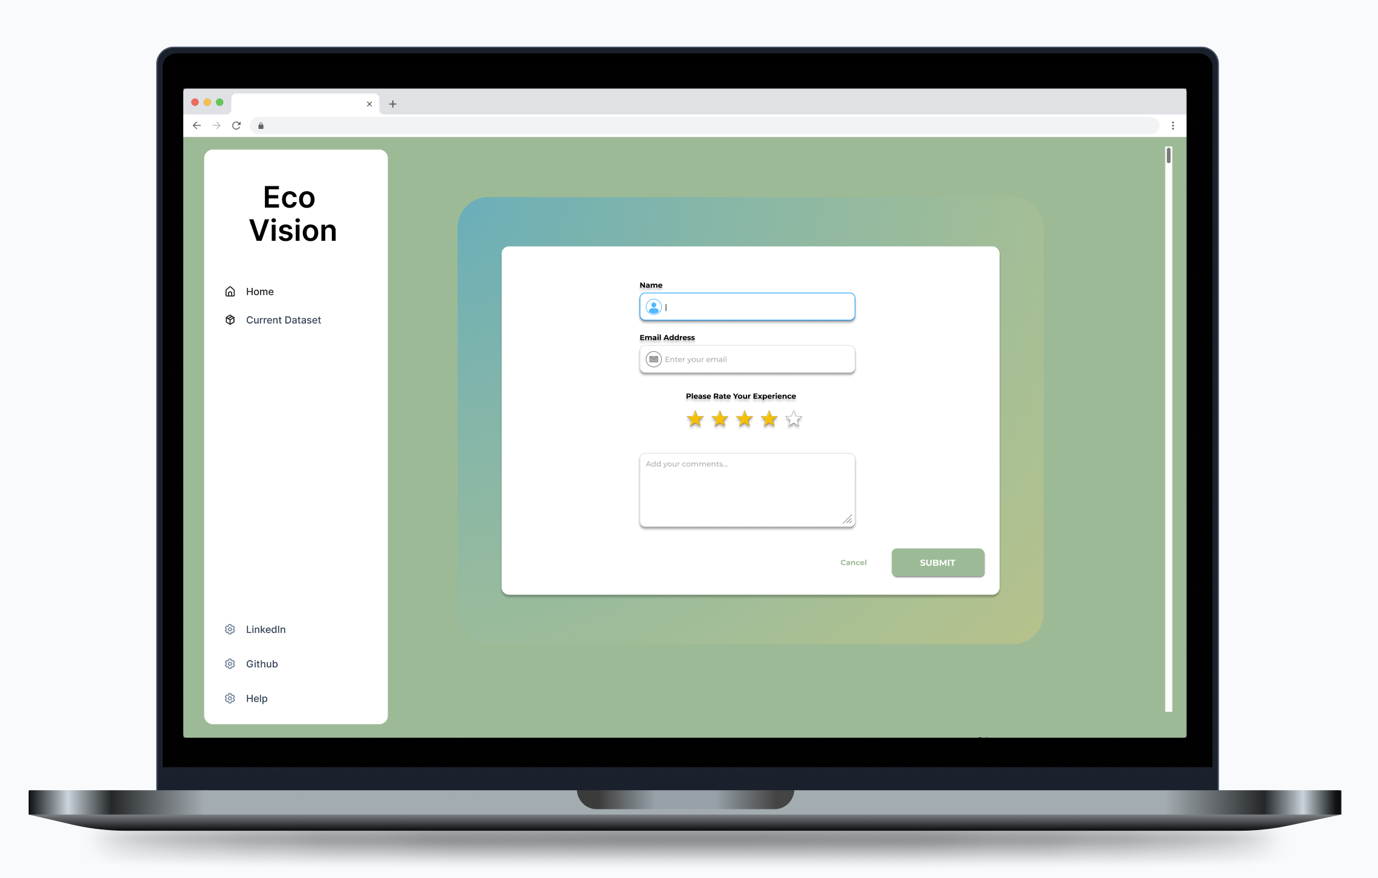 Eco
Vision
Home
Current Dataset
LinkedIn
Github
Help
Name
Email Address
Enter your email
Please Rate Your Experience
Add your comments...
Cancel
SUBMIT